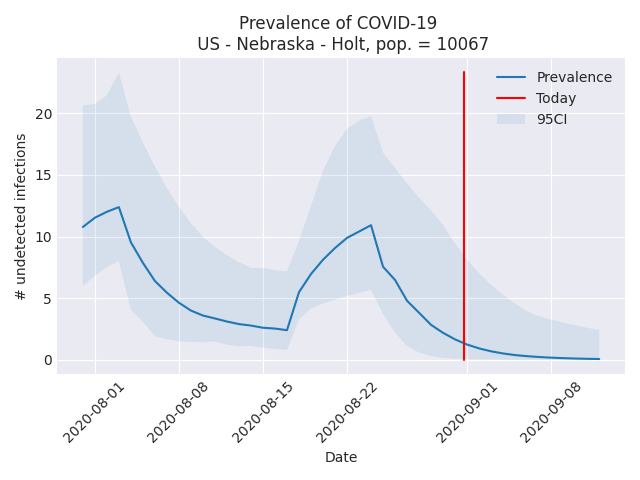 Prevalence of COVID-19
US - Nebraska - Holt, pop. = 10067
Prevalence
Today
95CI
# undetected infections
20
15
10
5
0
2020-08-01
2020-08-08
2020-08-15
2020-08-22
2020-09-01
2020-09-08
Date